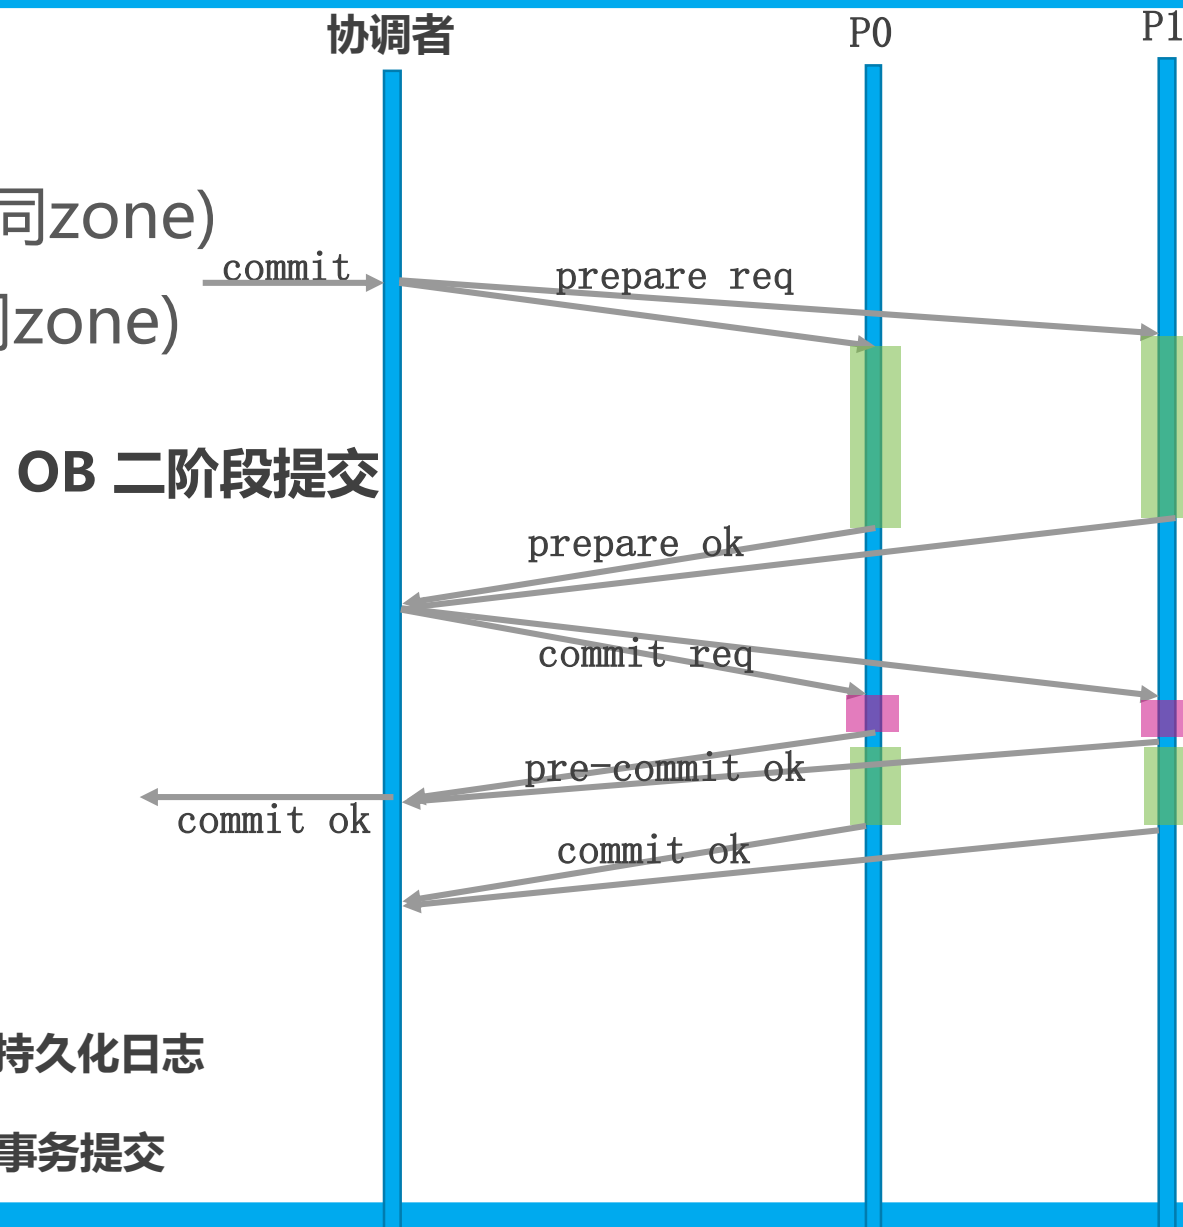 协调者
P0
P1
同zone)
commit
prepare req
zone)
OB 二阶段提交
prepare ok
commit req
pre-commit ok
commit ok
commit ok
持久化日志
事务提交